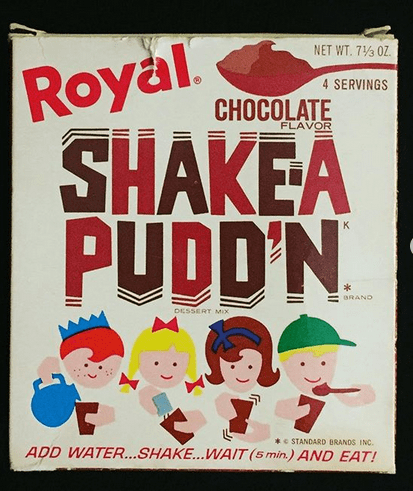 Royal®
NET WT. 7⅓ OZ.
4 SERVINGS
CHOCOLATE
FLAVOR
SHAKE-A
PUDD'N K
* BRAND
DESSERT MIX
* © STANDARD BRANDS INC.
ADD WATER...SHAKE...WAIT (5 min.) AND EAT!